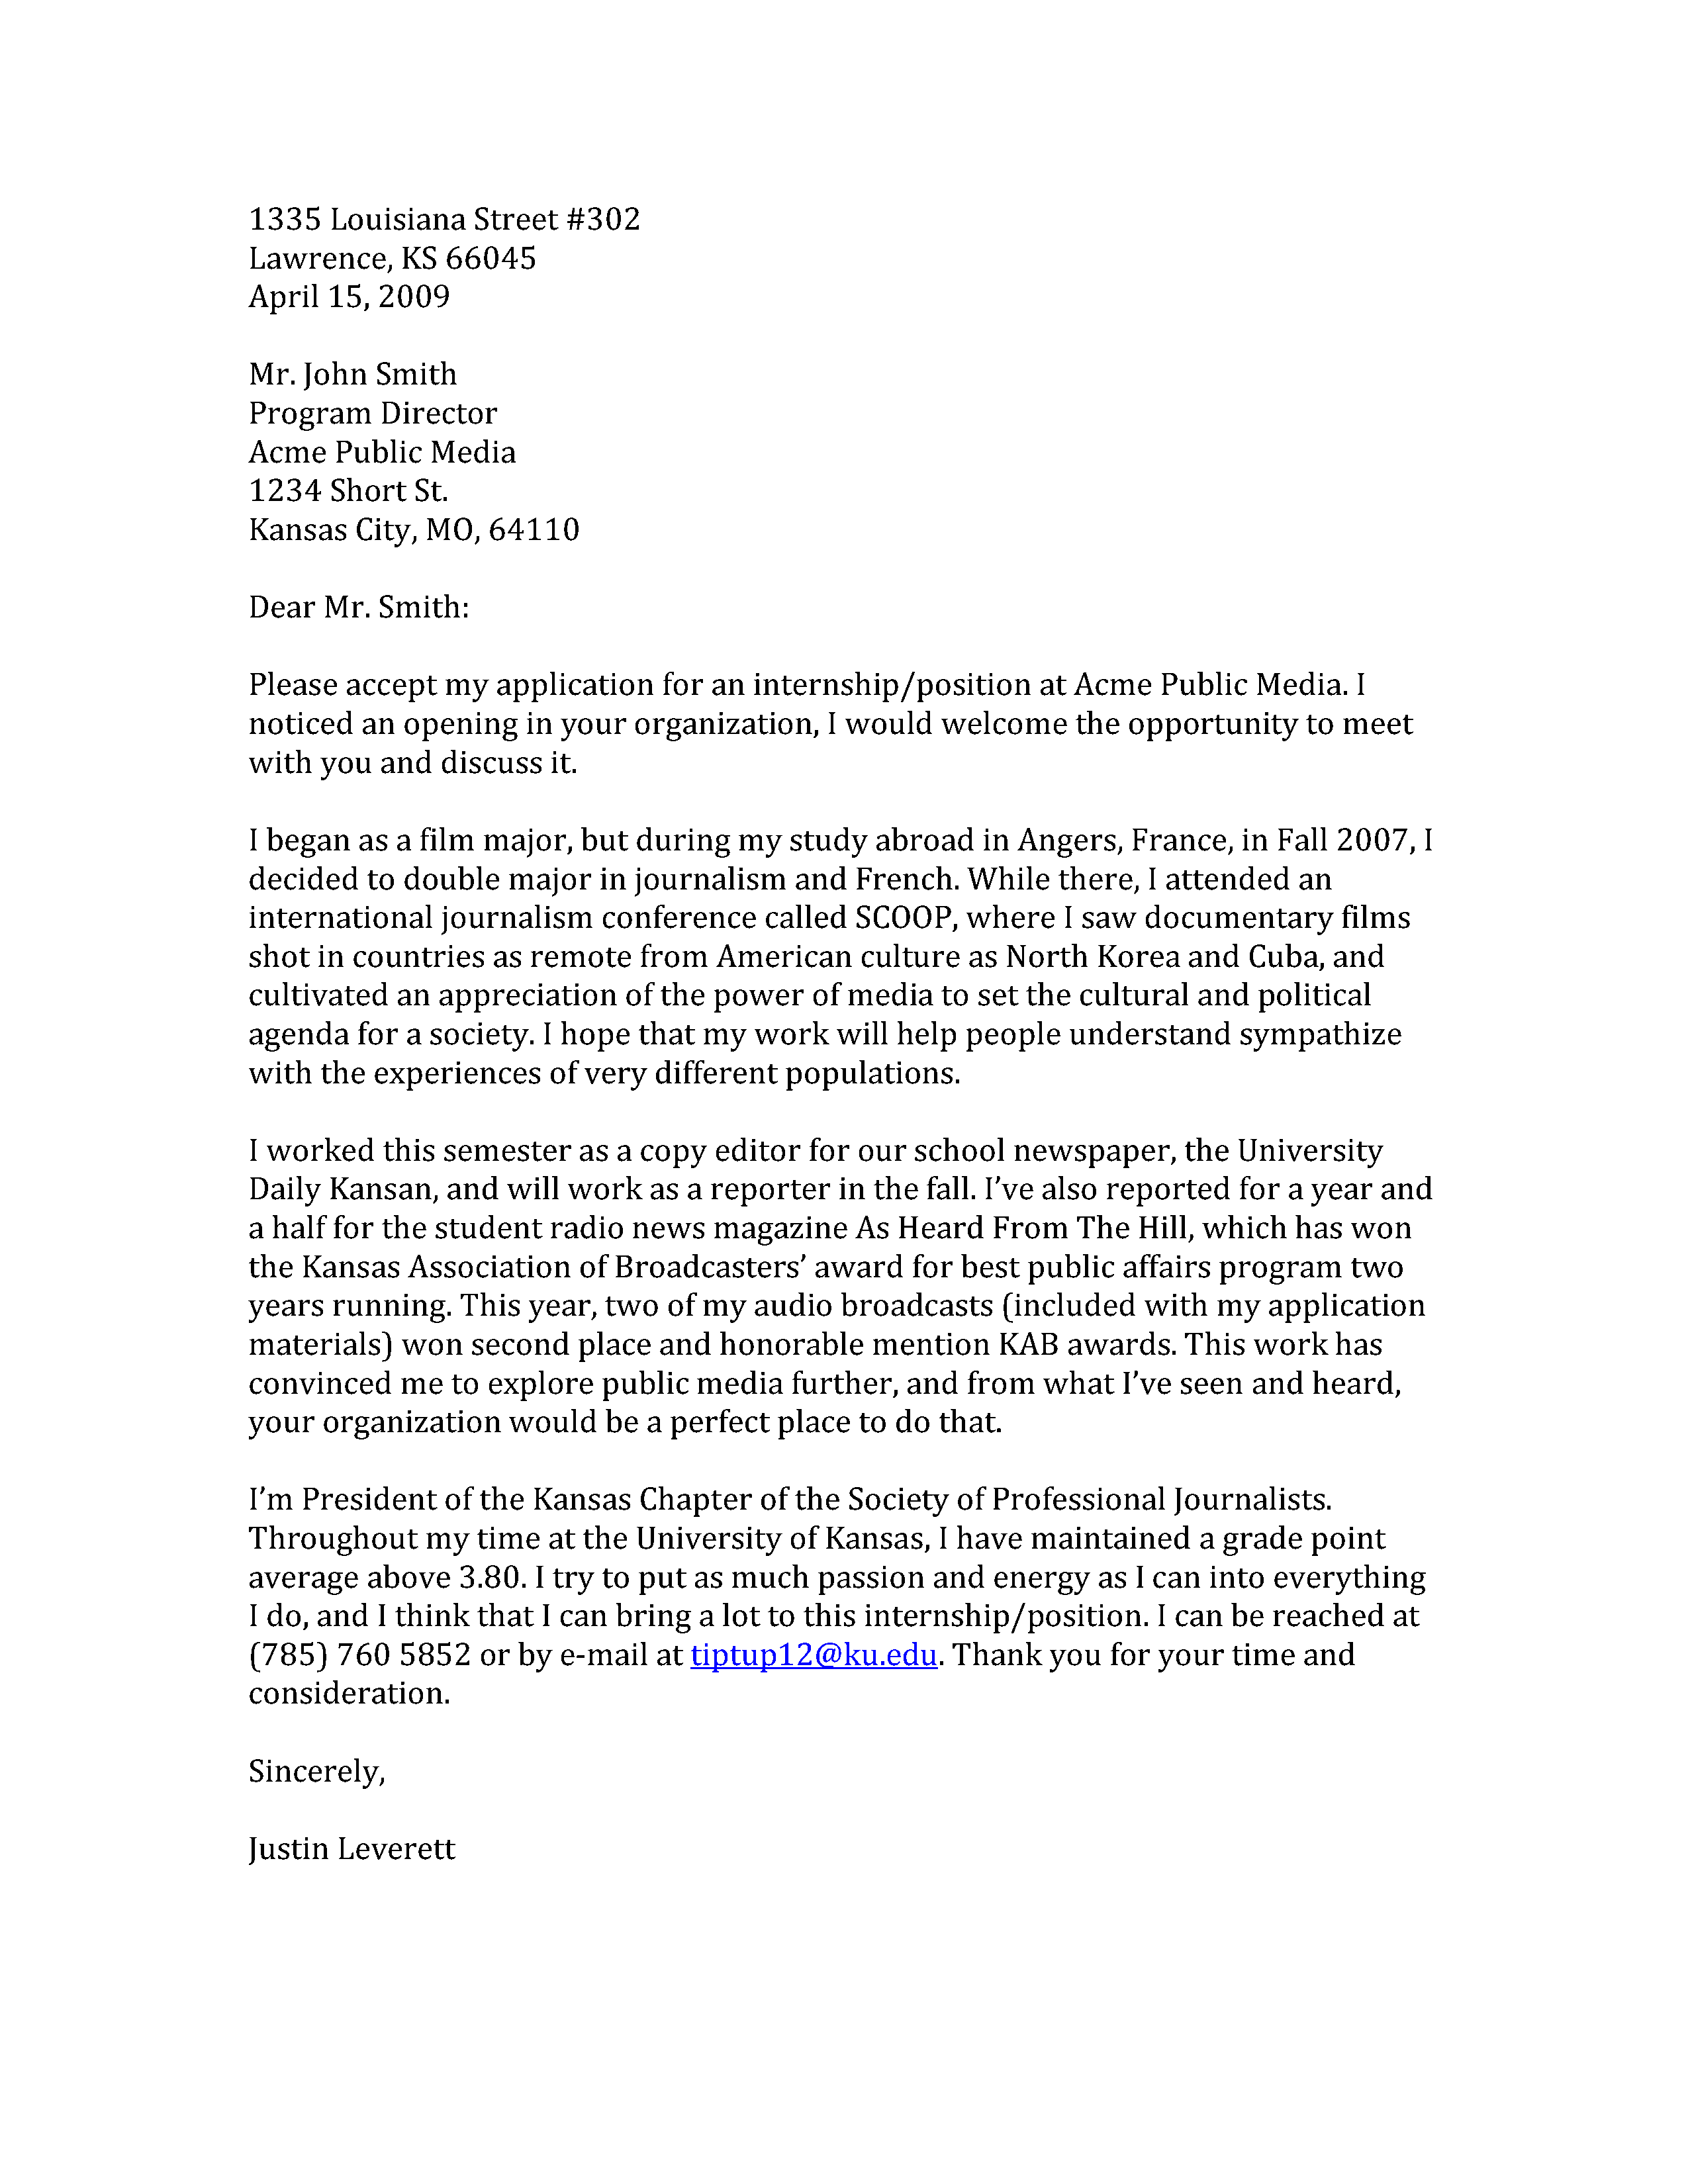 1335 Louisiana Street #302
Lawrence, KS 66045
April 15, 2009
Mr. John Smith
Program Director
Acme Public Media
1234 Short St.
Kansas City, MO, 64110
Dear Mr. Smith:
Please accept my application for an internship/position at Acme Public Media. I
noticed an opening in your organization, I would welcome the opportunity to meet
with you and discuss it.
I began as a film major, but during my study abroad in Angers, France, in Fall 2007, I
decided to double major in journalism and French. While there, I attended an
international journalism conference called SCOOP, where I saw documentary films
shot in countries as remote from American culture as North Korea and Cuba, and
cultivated an appreciation of the power of media to set the cultural and political
agenda for a society. I hope that my work will help people understand sympathize
with the experiences of very different populations.
I worked this semester as a copy editor for our school newspaper, the University
Daily Kansan, and will work as a reporter in the fall. I’ve also reported for a year and
a half for the student radio news magazine As Heard From The Hill, which has won
the Kansas Association of Broadcasters’ award for best public affairs program two
years running. This year, two of my audio broadcasts (included with my application
materials) won second place and honorable mention KAB awards. This work has
convinced me to explore public media further, and from what I’ve seen and heard,
your organization would be a perfect place to do that.
I’m President of the Kansas Chapter of the Society of Professional Journalists.
Throughout my time at the University of Kansas, I have maintained a grade point
average above 3.80. I try to put as much passion and energy as I can into everything
I do, and I think that I can bring a lot to this internship/position. I can be reached at
(785) 760 5852 or by e-mail at tiptup12@ku.edu. Thank you for your time and
consideration.
Sincerely,
Justin Leverett